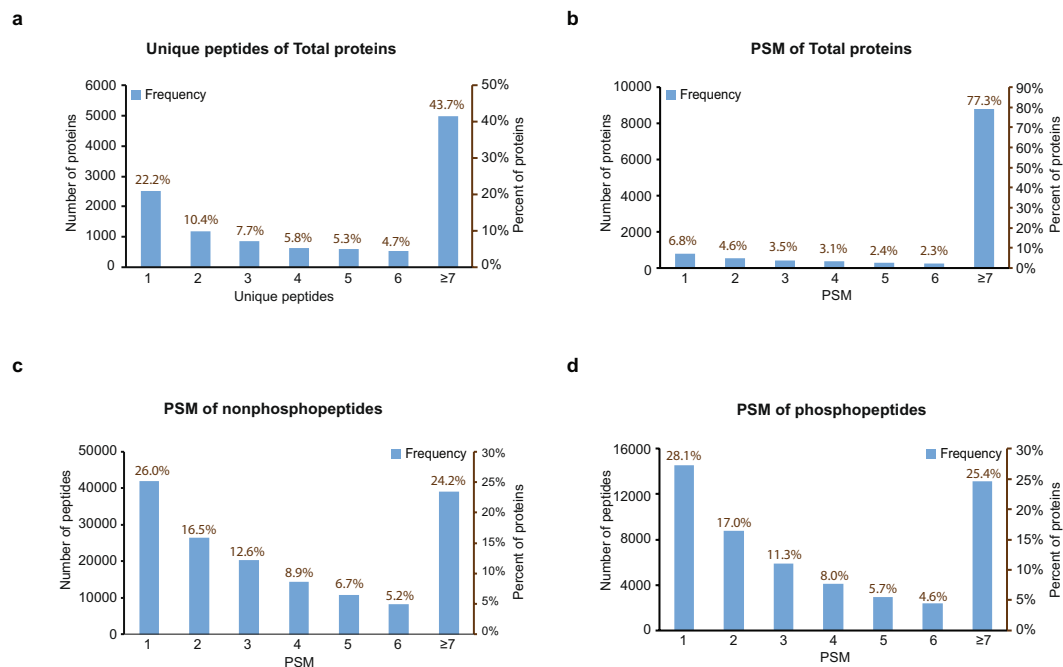 a
Unique peptides of Total proteins
Frequency
Number of proteins
6000
5000
4000
3000
2000
1000
0
22.2%
10.4%
7.7%
5.8%
5.3%
4.7%
43.7%
50%
40%
30%
20%
10%
0%
Percent of proteins
1 2 3 4 5 6 ≥7
Unique peptides
b
PSM of Total proteins
Frequency
Number of proteins
10000
8000
6000
4000
2000
0
6.8%
4.6%
3.5%
3.1%
2.4%
2.3%
77.3%
90%
80%
70%
60%
50%
40%
30%
20%
10%
0%
Percent of proteins
1 2 3 4 5 6 ≥7
PSM
c
PSM of nonphosphopeptides
Frequency
Number of peptides
50000
40000
30000
20000
10000
0
26.0%
16.5%
12.6%
8.9%
6.7%
5.2%
24.2%
30%
25%
20%
15%
10%
5%
0%
Percent of proteins
1 2 3 4 5 6 ≥7
PSM
d
PSM of phosphopeptides
Frequency
Number of peptides
16000
12000
8000
4000
0
28.1%
17.0%
11.3%
8.0%
5.7%
4.6%
25.4%
30%
25%
20%
15%
10%
5%
0%
Percent of proteins
1 2 3 4 5 6 ≥7
PSM